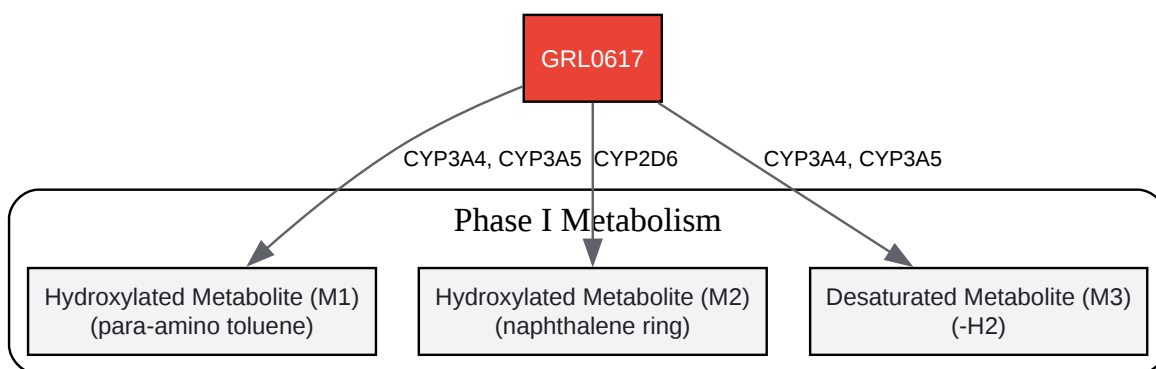 GRL0617
CYP3A4, CYP3A5
CYP2D6
CYP3A4, CYP3A5
Phase I Metabolism
Hydroxylated Metabolite (M1)
(para-amino toluene)
Hydroxylated Metabolite (M2)
(naphthalene ring)
Desaturated Metabolite (M3)
(-H2)